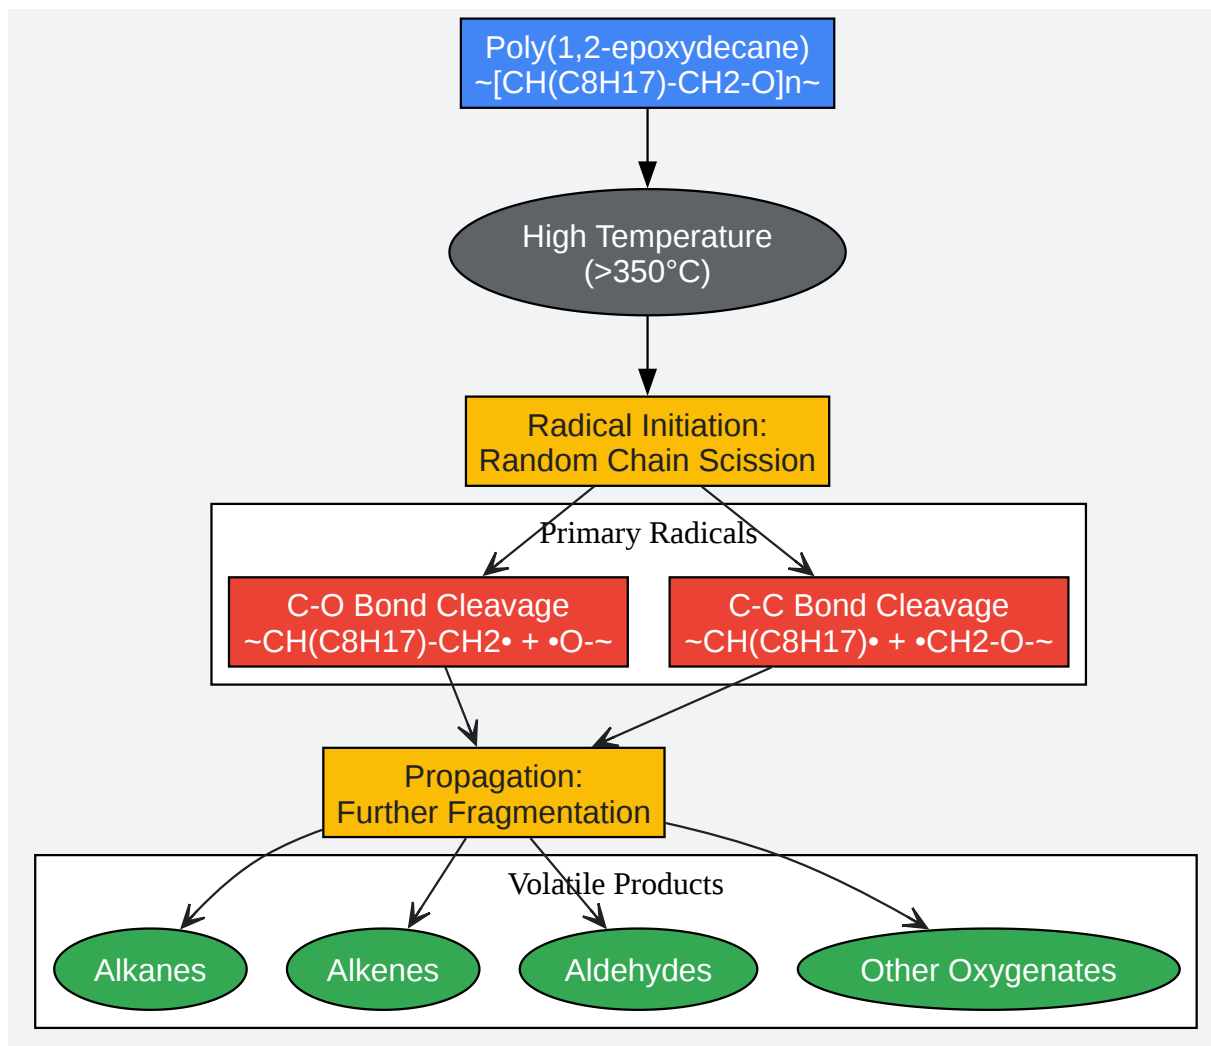 Poly(1,2-epoxydecane)
~[CH(C8H17)-CH2-O]n~
High Temperature
(>350°C)
Radical Initiation:
Random Chain Scission
Primary Radicals
C-O Bond Cleavage
~CH(C8H17)-CH2• + •O-~
C-C Bond Cleavage
~CH(C8H17)• + •CH2-O-~
Propagation:
Further Fragmentation
Volatile Products
Alkanes
Alkenes
Aldehydes
Other Oxygenates